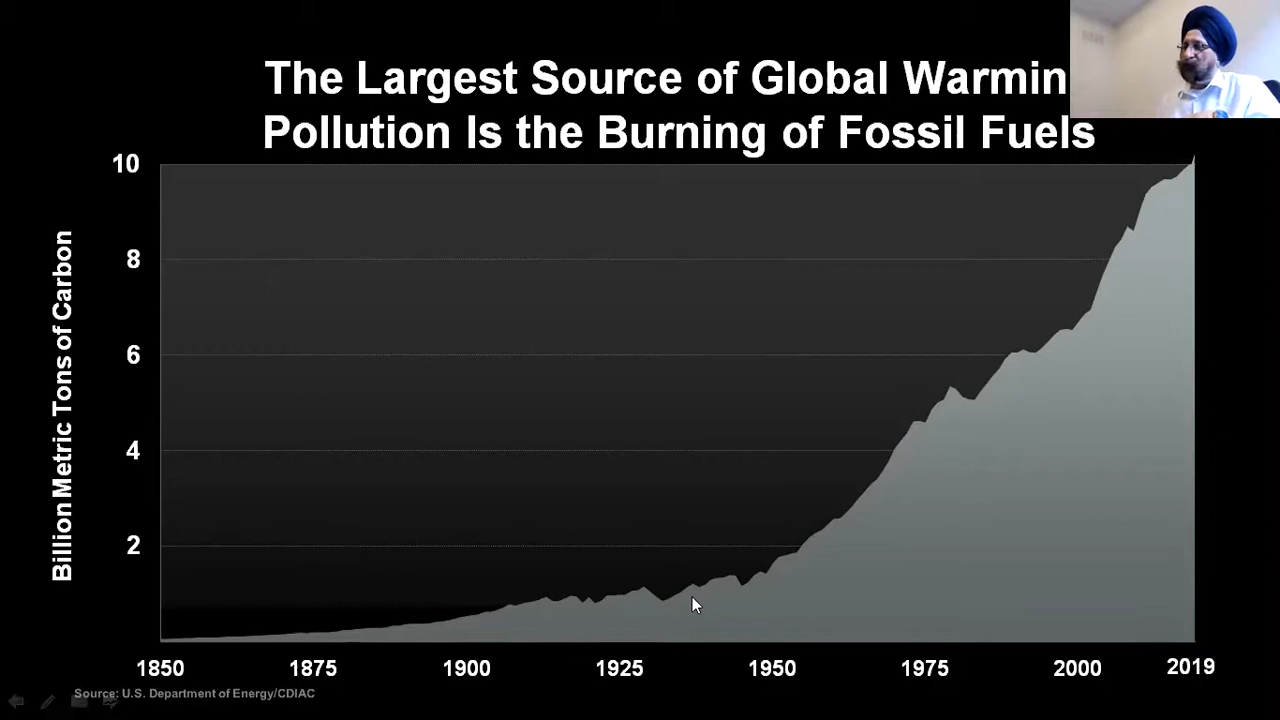 The Largest Source of Global Warmin
Pollution Is the Burning of Fossil Fuels
Billion Metric Tons of Carbon
10
8
6
4
2
1850 1875 1900 1925 1950 1975 2000 2019
Source: U.S. Department of Energy/CDIAC